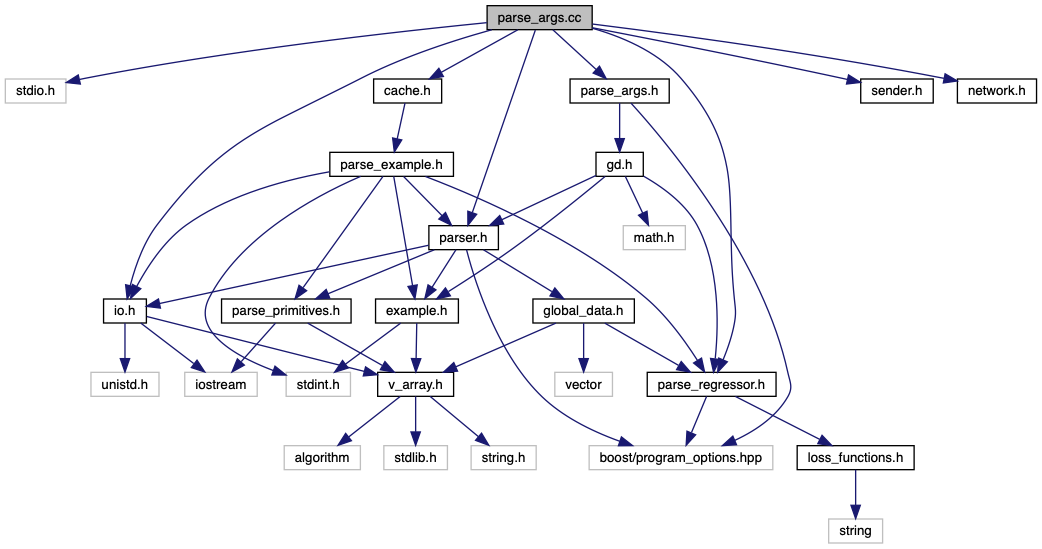 parse_args.cc
stdio.h
cache.h
parse_args.h
sender.h
network.h
parse_example.h
gd.h
parser.h
math.h
io.h
parse_primitives.h
example.h
global_data.h
unistd.h
iostream
stdint.h
v_array.h
vector
parse_regressor.h
algorithm
stdlib.h
string.h
boost/program_options.hpp
loss_functions.h
string